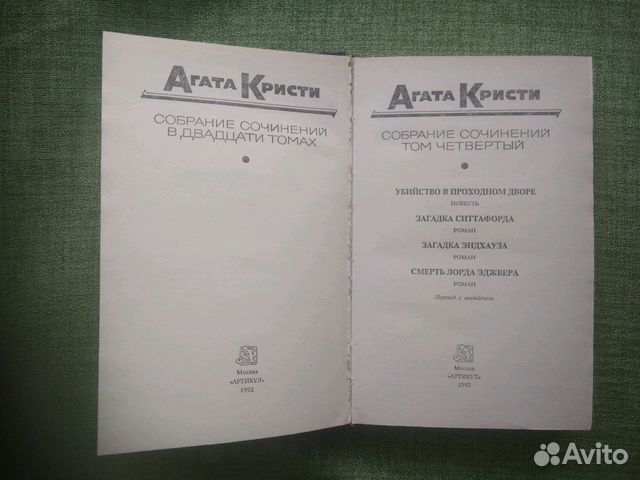 АГАТА КРИСТИ
СОБРАНИЕ СОЧИНЕНИЙ
В ДВАДЦАТИ ТОМАХ
Москва
«АРТИКУЛ»
1992
АГАТА КРИСТИ
СОБРАНИЕ СОЧИНЕНИЙ
ТОМ ЧЕТВЕРТЫЙ
УБИЙСТВО В ПРОХОДНОМ ДВОРЕ
ПОВЕСТЬ
ЗАГАДКА СИТТАФОРДА
РОМАН
ЗАГАДКА ЭНДХАУЗА
РОМАН
СМЕРТЬ ЛОРДА ЭДЖВЕРА
РОМАН
Перевод с английского
Москва
«АРТИКУЛ»
1992
Avito